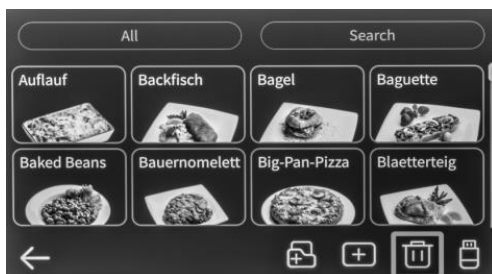 All
Search
Auflauf
Backfisch
Bagel
Baguette
Baked Beans
Bauernomelett
Big-Pan-Pizza
Blaetterteig